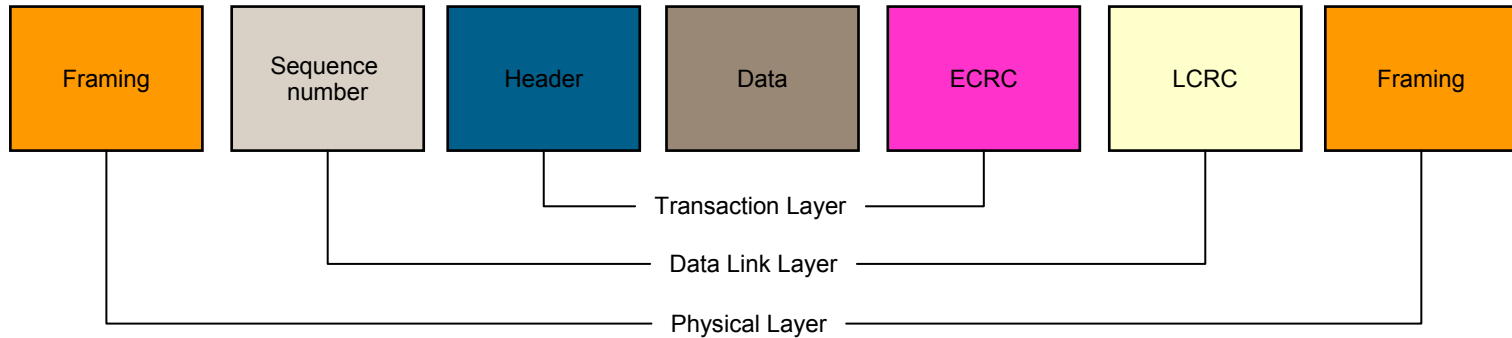 Framing
Sequence
number
Header
Data
ECRC
LCRC
Framing
Transaction Layer
Data Link Layer
Physical Layer